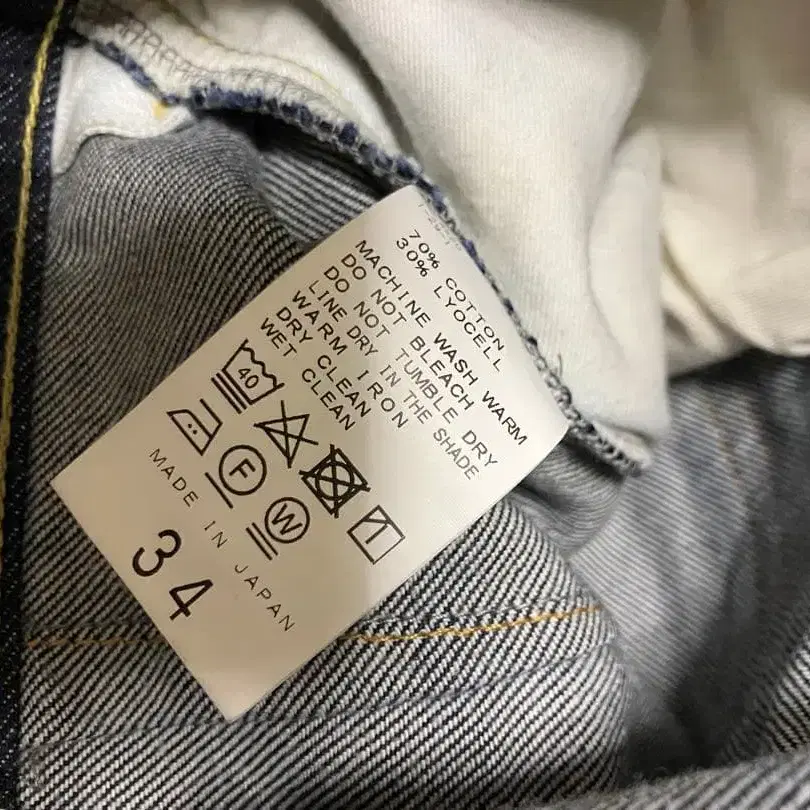 70% COTTON
30% LYOCELL
MACHINE WASH WARM
DO NOT BLEACH
DO NOT TUMBLE DRY
LINE DRY IN THE SHADE
WARM IRON
DRY CLEAN
WET CLEAN
40
F
W
MADE IN JAPAN
34